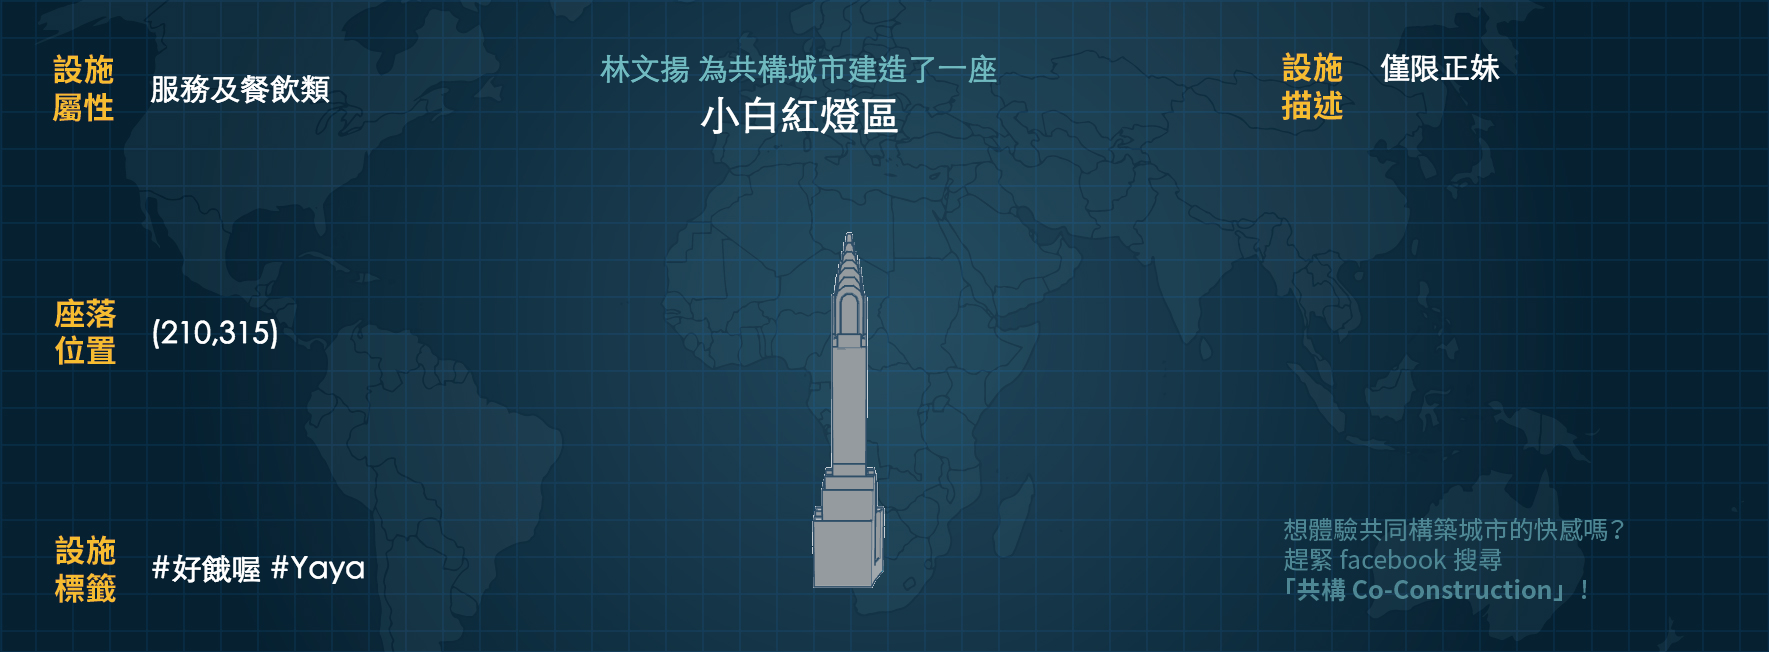 設施
屬性
服務及餐飲類
林文揚 為共構城市建造了一座
小白紅燈區
設施
描述
僅限正妹
座落
位置
(210,315)
設施
標籤
#好餓喔 #Yaya
想體驗共同構築城市的快感嗎?
趕緊 facebook 搜尋
「共構 Co-Construction」!